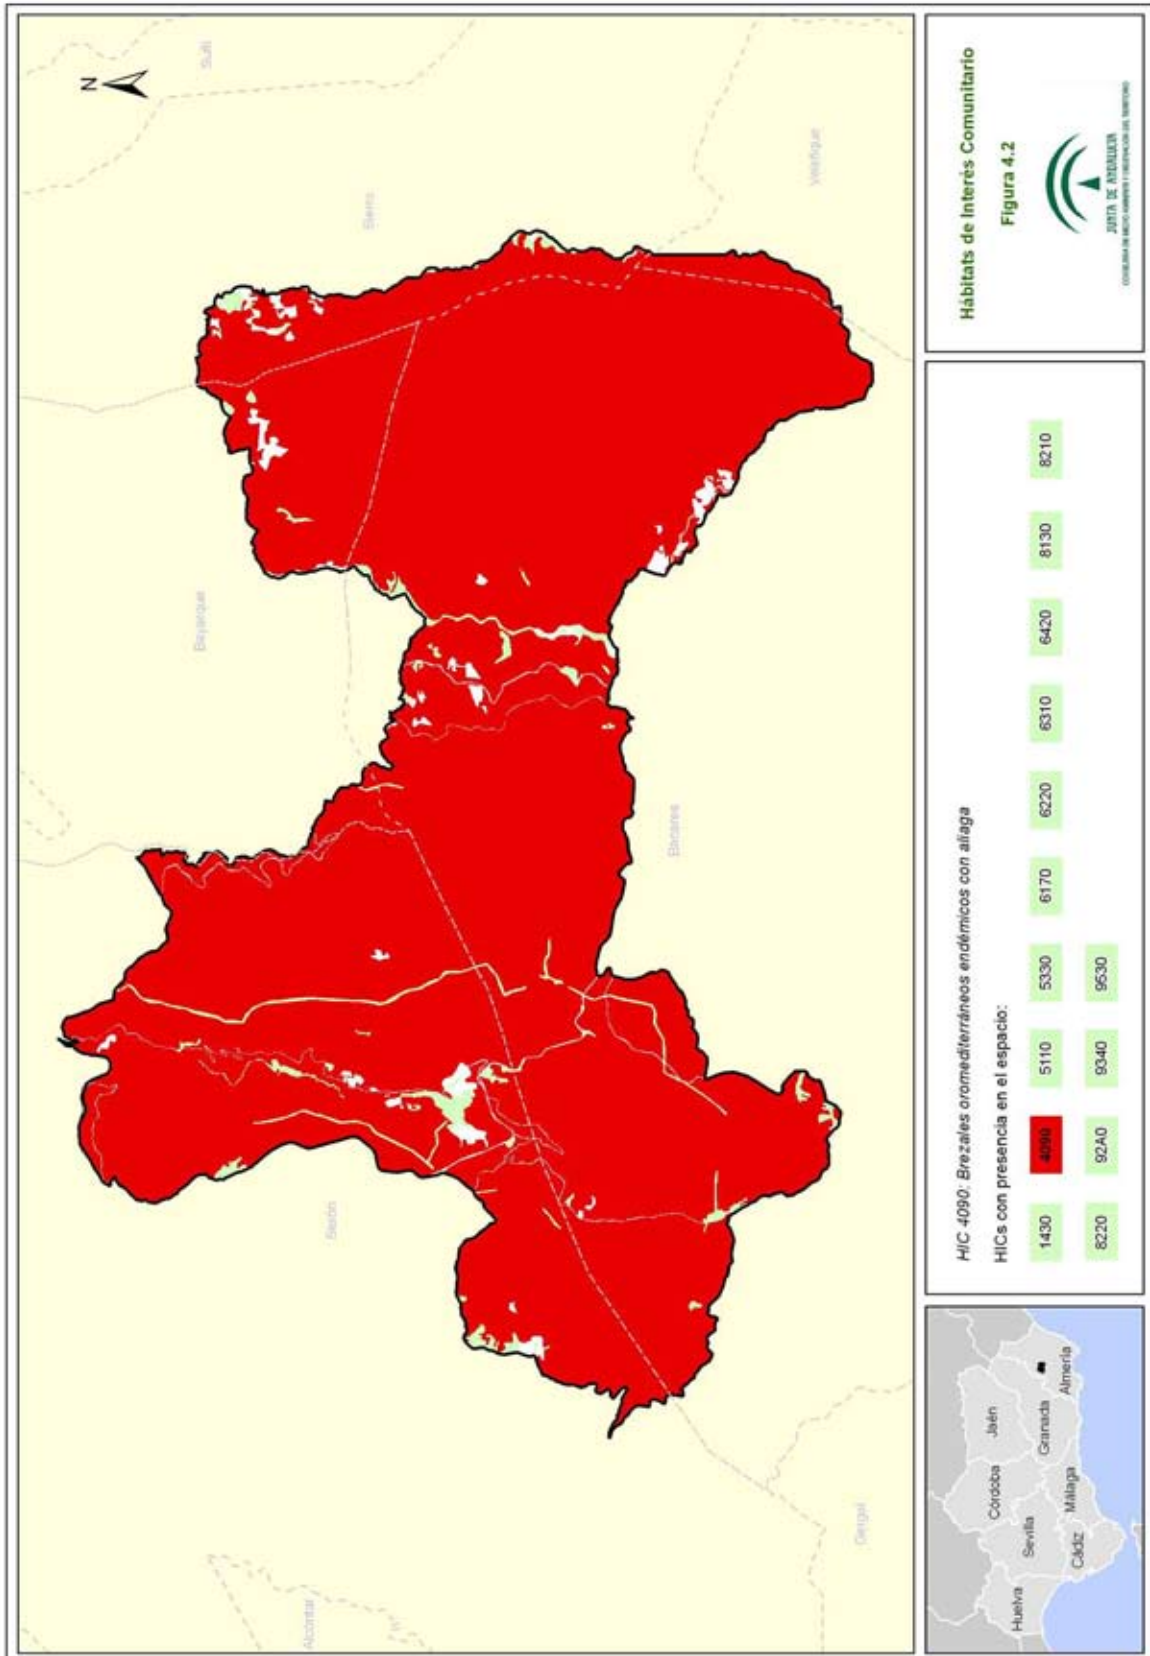 N
Suflí
Sierro
Velefique
Bayarque
Bacares
Serón
Alcóntar
Gérgal
Hábitats de Interés Comunitario
Figura 4.2
JUNTA DE ANDALUCIA
HIC 4090: Brezales oromediterráneos endémicos con aliaga
HICs con presencia en el espacio:
1430 4090 5110 5330 6170 6220 6310 6420 8130 8210
8220 92A0 9340 9530
Huelva
Sevilla
Córdoba
Jaén
Cádiz
Málaga
Granada
Almería